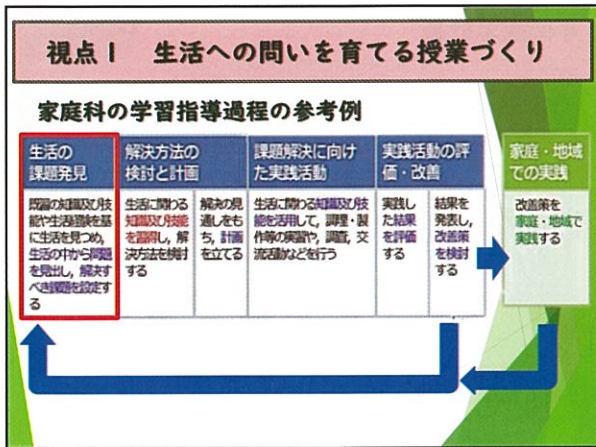 視点Ⅰ 生活への問いを育てる授業づくり
家庭科の学習指導過程の参考例
生活の
課題発見
既習の知識及び技
能や生活経験を基
に生活を見つめ，
生活の中から問題
を見出し，解決す
べき課題を設定す
る
解決方法の
検討と計画
生活に関わる
知識及び技能
を習得し，解
決方法を検討
する
解決の見
通しをも
ち，計画
を立てる
課題解決に向け
た実践活動
生活に関わる知識及び技
能を活用して，調理・製
作等の実習や，調査，交
流活動などを行う
実践活動の評
価・改善
実践し
た結果
を評価
する
結果を
発表し，
改善策
を検討
する
家庭・地域
での実践
改善策を
家庭・地域で
実践する